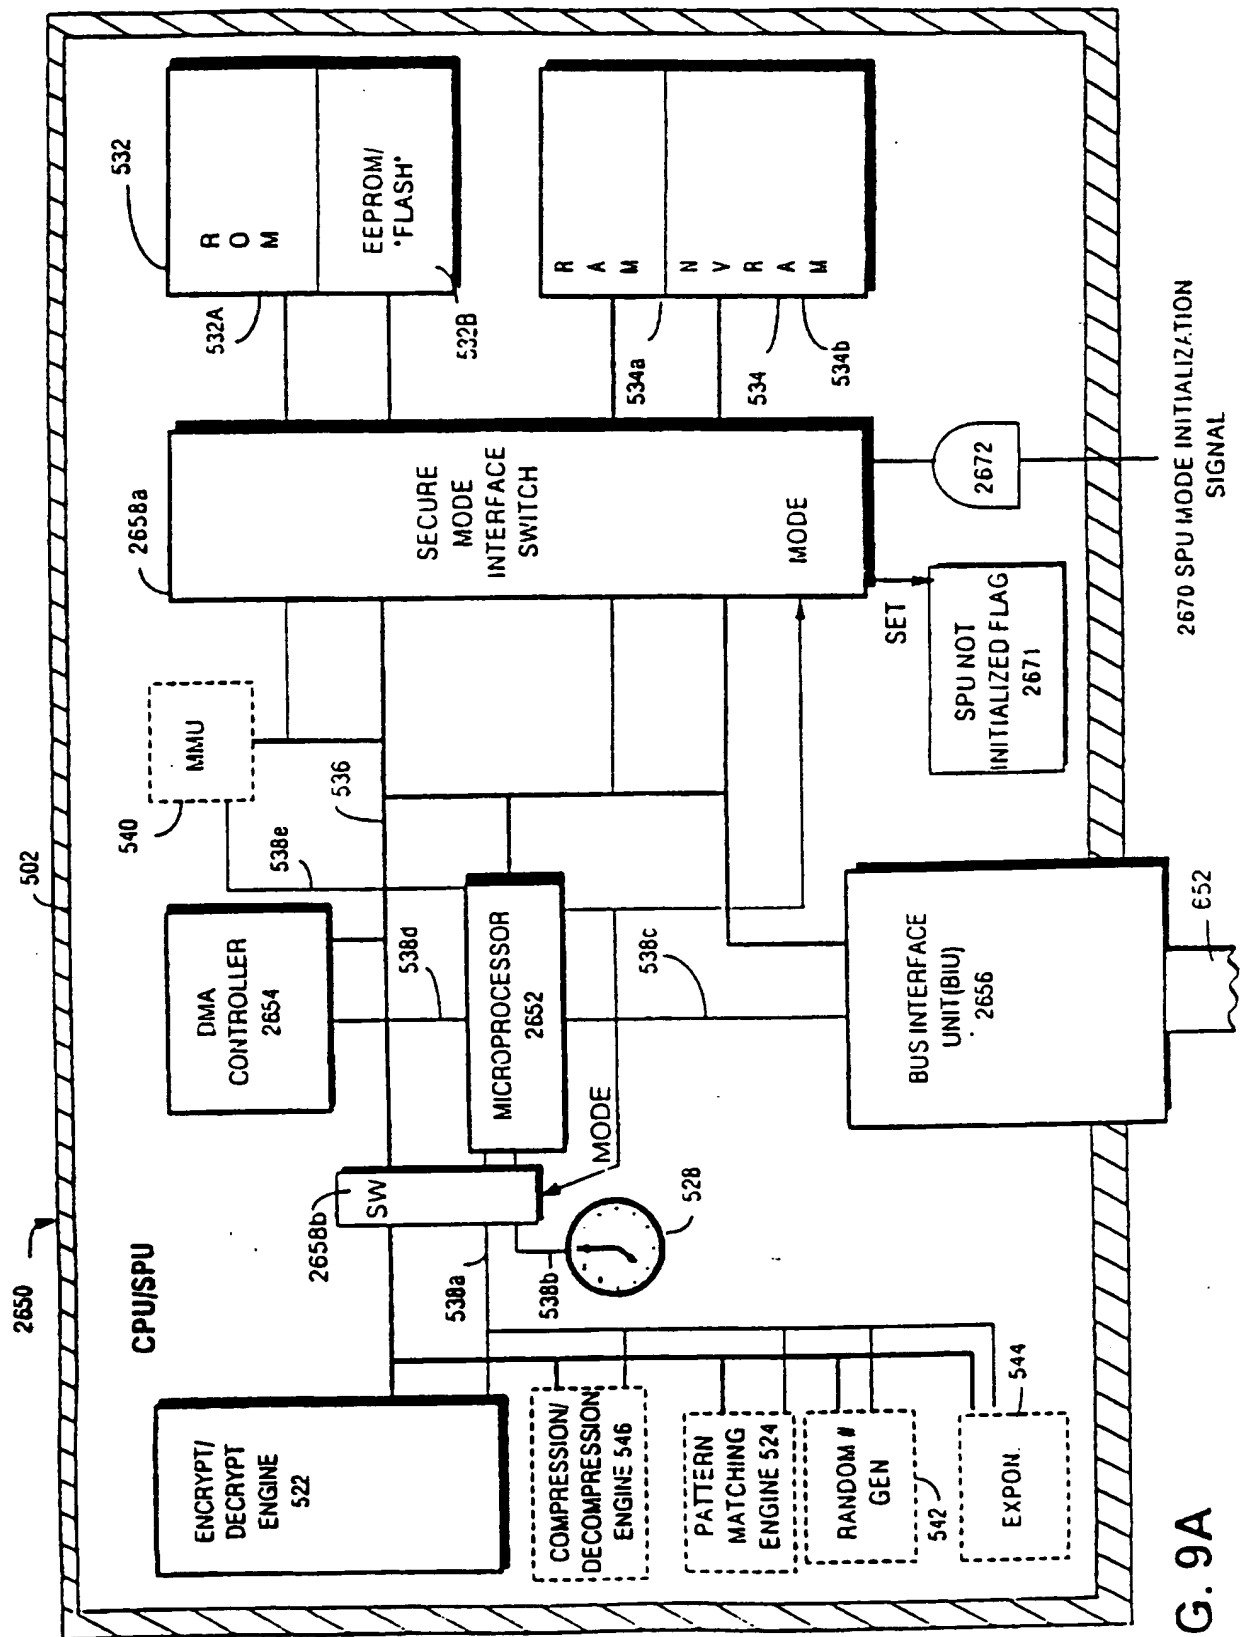 2650
502
CPU/SPU
ENCRYPT/
DECRYPT
ENGINE
522
2658b
SW
DMA
CONTROLLER
2654
540
MMU
538e
536
2658a
SECURE
MODE
INTERFACE
SWITCH
MODE
532
R
O
M
532A
EEPROM/
"FLASH"
532B
R
A
M
534a
N
V
R
A
M
534
534b
538a
538b
528
538d
MICROPROCESSOR
2652
MODE
538c
COMPRESSION/
DECOMPRESSION
ENGINE 546
PATTERN
MATCHING
ENGINE 524
RANDOM #
GEN
542
EXPON.
544
BUS INTERFACE
UNIT(BIU)
2656
652
SET
SPU NOT
INITIALIZED FLAG
2671
2672
2670 SPU MODE INITIALIZATION
SIGNAL
G. 9A